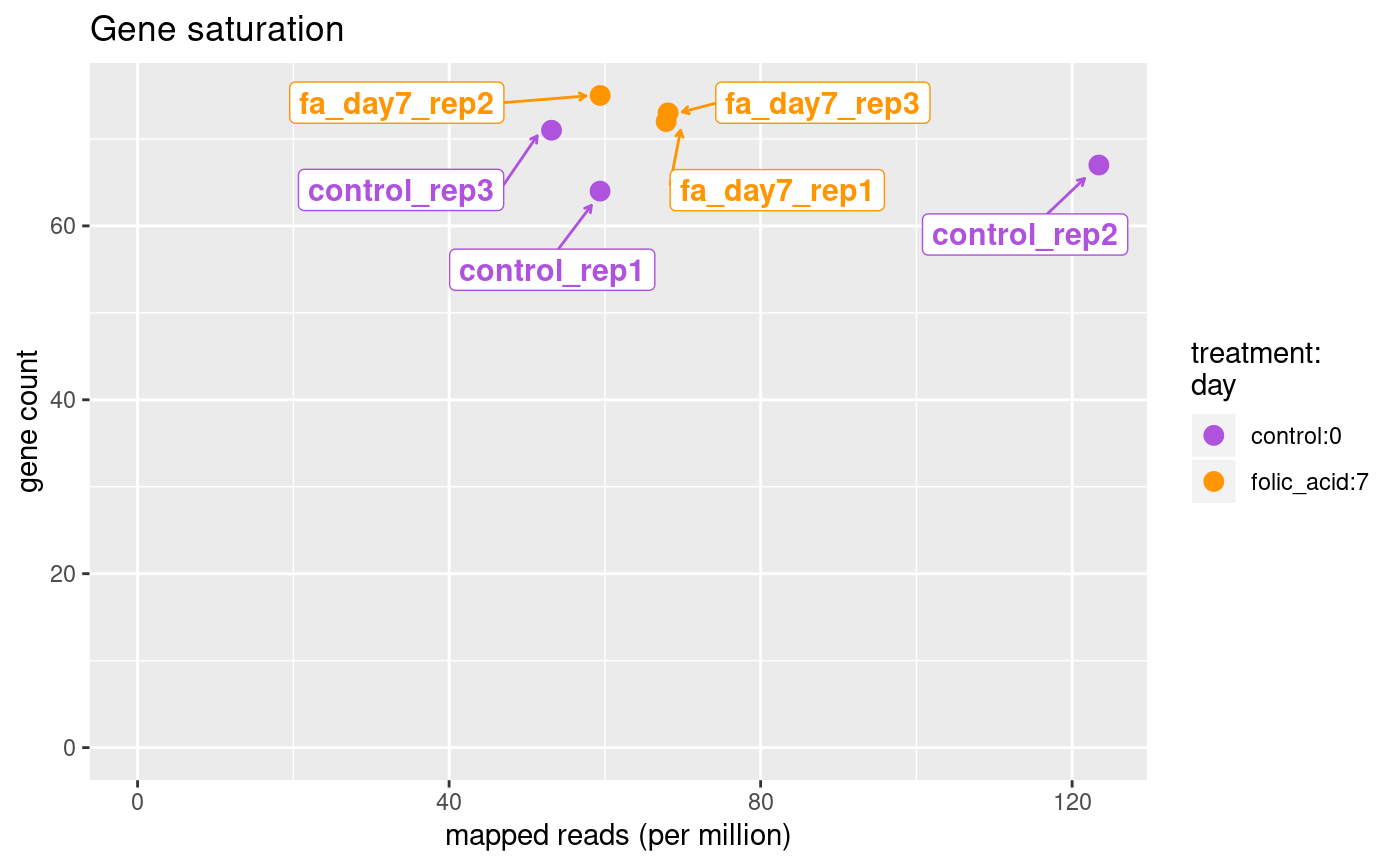 Gene saturation
fa_day7_rep2
fa_day7_rep3
control_rep3
fa_day7_rep1
control_rep2
control_rep1
60
40
20
0
gene count
0
40
80
120
mapped reads (per million)
treatment:
day
control:0
folic_acid:7